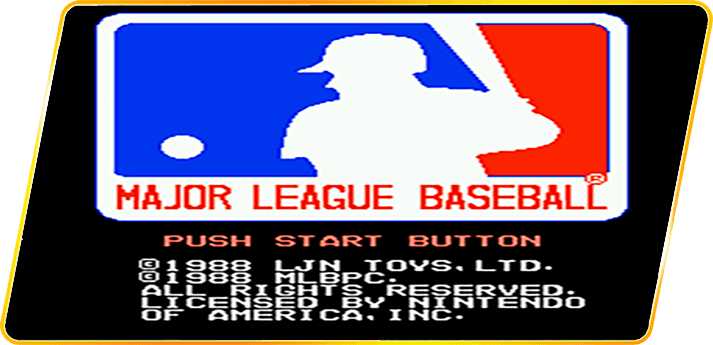 MAJOR LEAGUE BASEBALL®
PUSH START BUTTON
©1988 LJN TOYS,LTD.
©1988 MLBPC.
ALL RIGHTS RESERVED.
LICENSED BY NINTENDO
OF AMERICA,INC.